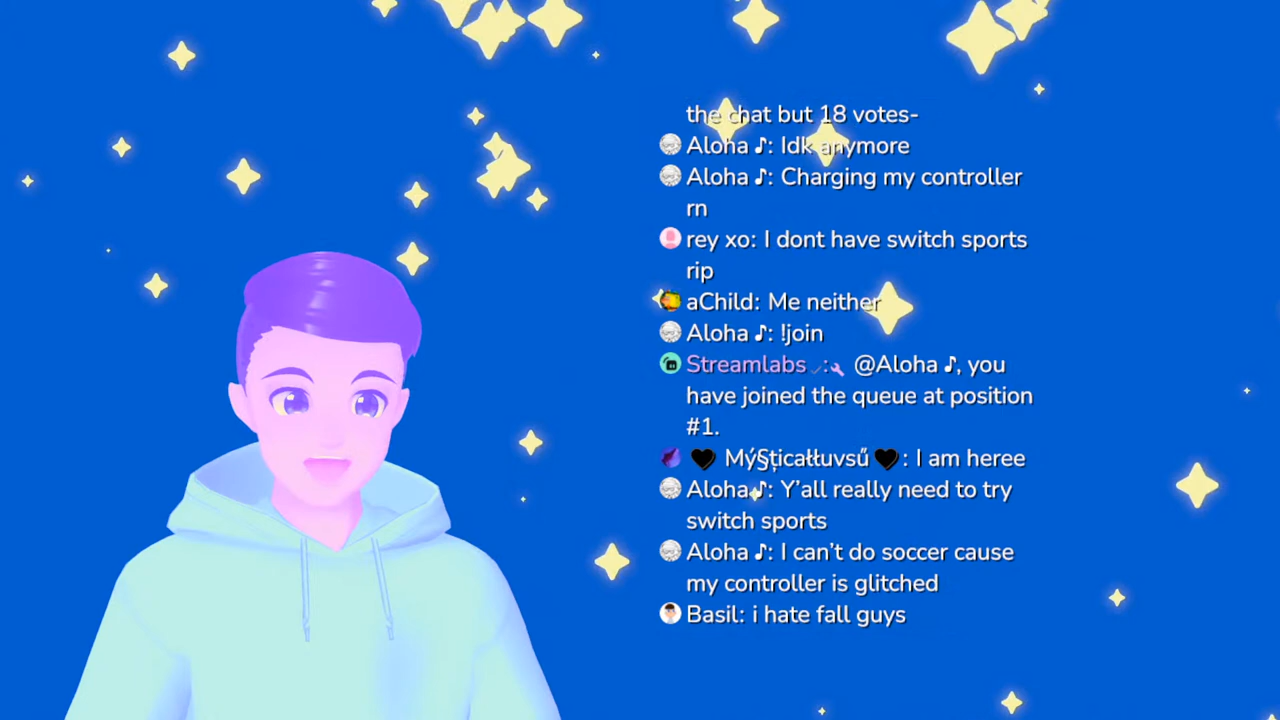 the chat but 18 votes-
Aloha ♪: Idk anymore
Aloha ♪: Charging my controller
rn
rey xo: I dont have switch sports
rip
aChild: Me neither
Aloha ♪: !join
Streamlabs : @Aloha ♪, you
have joined the queue at position
#1.
🖤 Mý§țicałłuvsű 🖤: I am heree
Aloha ♪: Y’all really need to try
switch sports
Aloha ♪: I can’t do soccer cause
my controller is glitched
Basil: i hate fall guys